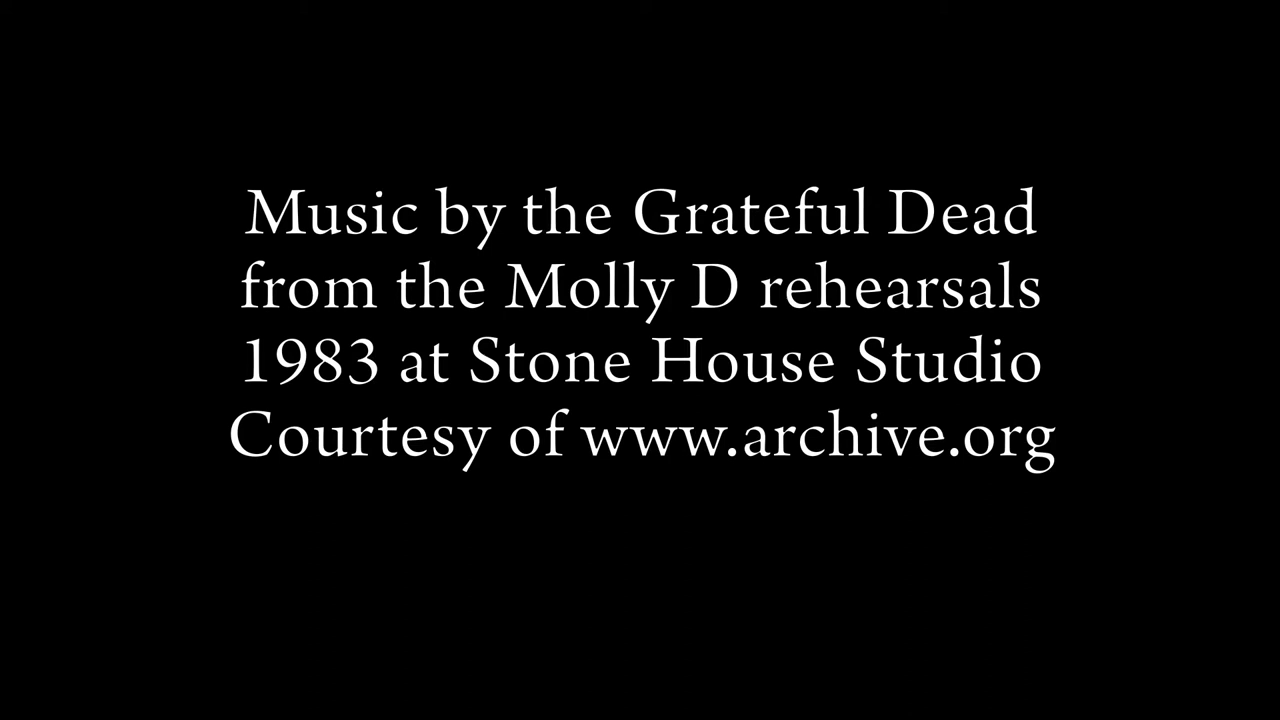 Music by the Grateful Dead
from the Molly D rehearsals
1983 at Stone House Studio
Courtesy of www.archive.org